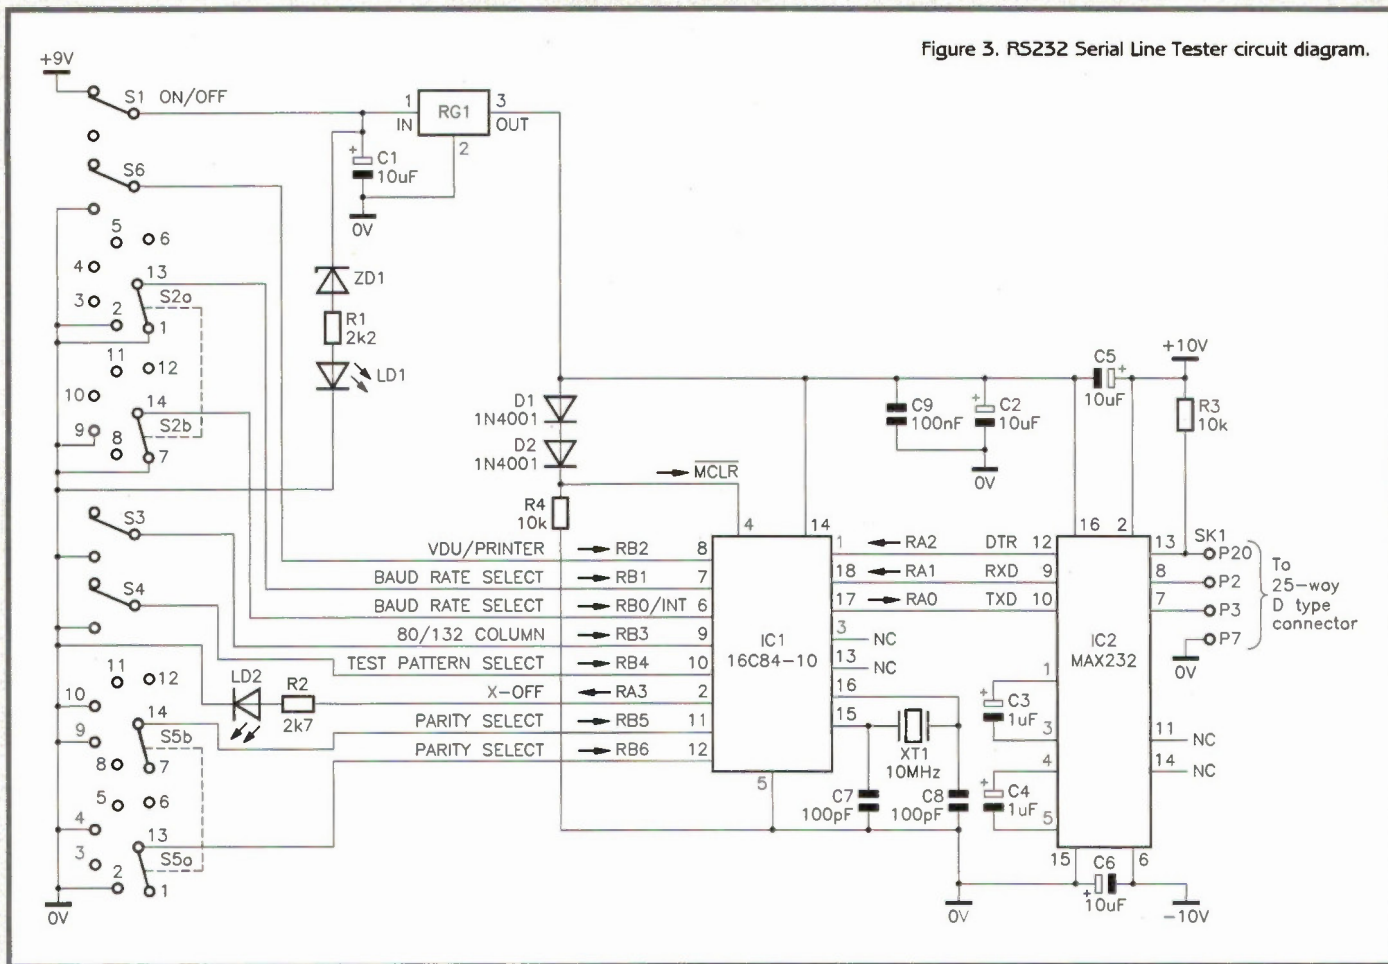 Figure 3. RS232 Serial Line Tester circuit diagram.
+9V
S1 ON/OFF
1
IN
RG1
3
OUT
2
+
C1
10uF
0V
S6
5
6
4
13
3
S2a
2
1
ZD1
R1
2k2
LD1
11
12
10
14
9
S2b
8
7
D1
1N4001
D2
1N4001
MCLR
R4
10k
C9
100nF
+
C2
10uF
0V
C5
+
10uF
+10V
R3
10k
S3
S4
VDU/PRINTER RB2 8
BAUD RATE SELECT RB1 7
BAUD RATE SELECT RB0/INT 6
80/132 COLUMN RB3 9
TEST PATTERN SELECT RB4 10
X-OFF RA3 2
PARITY SELECT RB5 11
PARITY SELECT RB6 12
4
14
IC1
16C84-10
5
1 RA2 DTR 12
18 RA1 RXD 9
17 RA0 TXD 10
3 NC
13 NC
16
15
XT1
10MHz
C7
100pF
C8
100pF
16
2
IC2
MAX232
13
8
7
SK1
P20
P2
P3
P7
0V
To
25-way
D type
connector
1
+
C3
1uF
3
4
+
C4
1uF
5
11 NC
14 NC
15
6
C6
+
10uF
0V
-10V
LD2
R2
2k7
11
12
10
14
9
S5b
8
7
5
6
4
13
3
S5a
2
1
0V